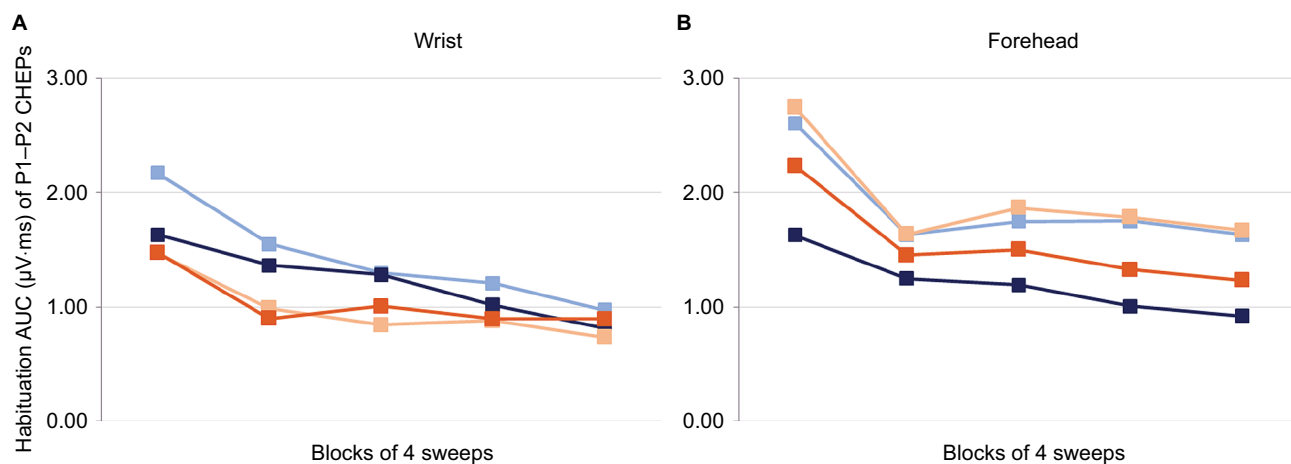 A
Wrist
Habituation AUC (µV·ms) of P1–P2 CHEPs
3.00
2.00
1.00
0.00
Blocks of 4 sweeps
B
Forehead
3.00
2.00
1.00
0.00
Blocks of 4 sweeps